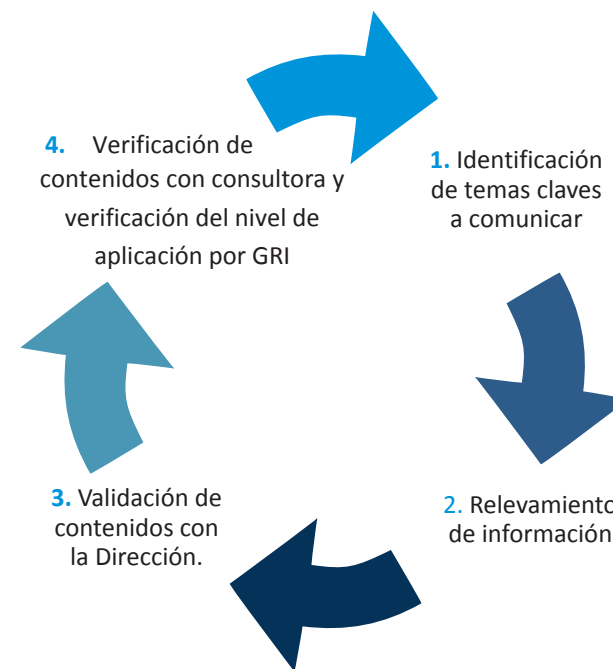 1. Identificación
de temas claves
a comunicar
2. Relevamiento
de información
3. Validación de
contenidos con
la Dirección.
4. Verificación de
contenidos con consultora y
verificación del nivel de
aplicación por GRI